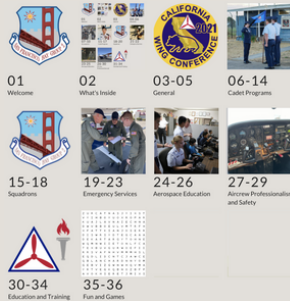 CALIFORNIA
2021
WING CONFERENCE
01
02
03-05
06-14
Welcome
What's Inside
General
Cadet Programs
15-18
19-23
24-26
27-29
Squadrons
Emergency Services
Aerospace Education
Aircrew Professionalism
and Safety
30-34
35-36
Education and Training
Fun and Games